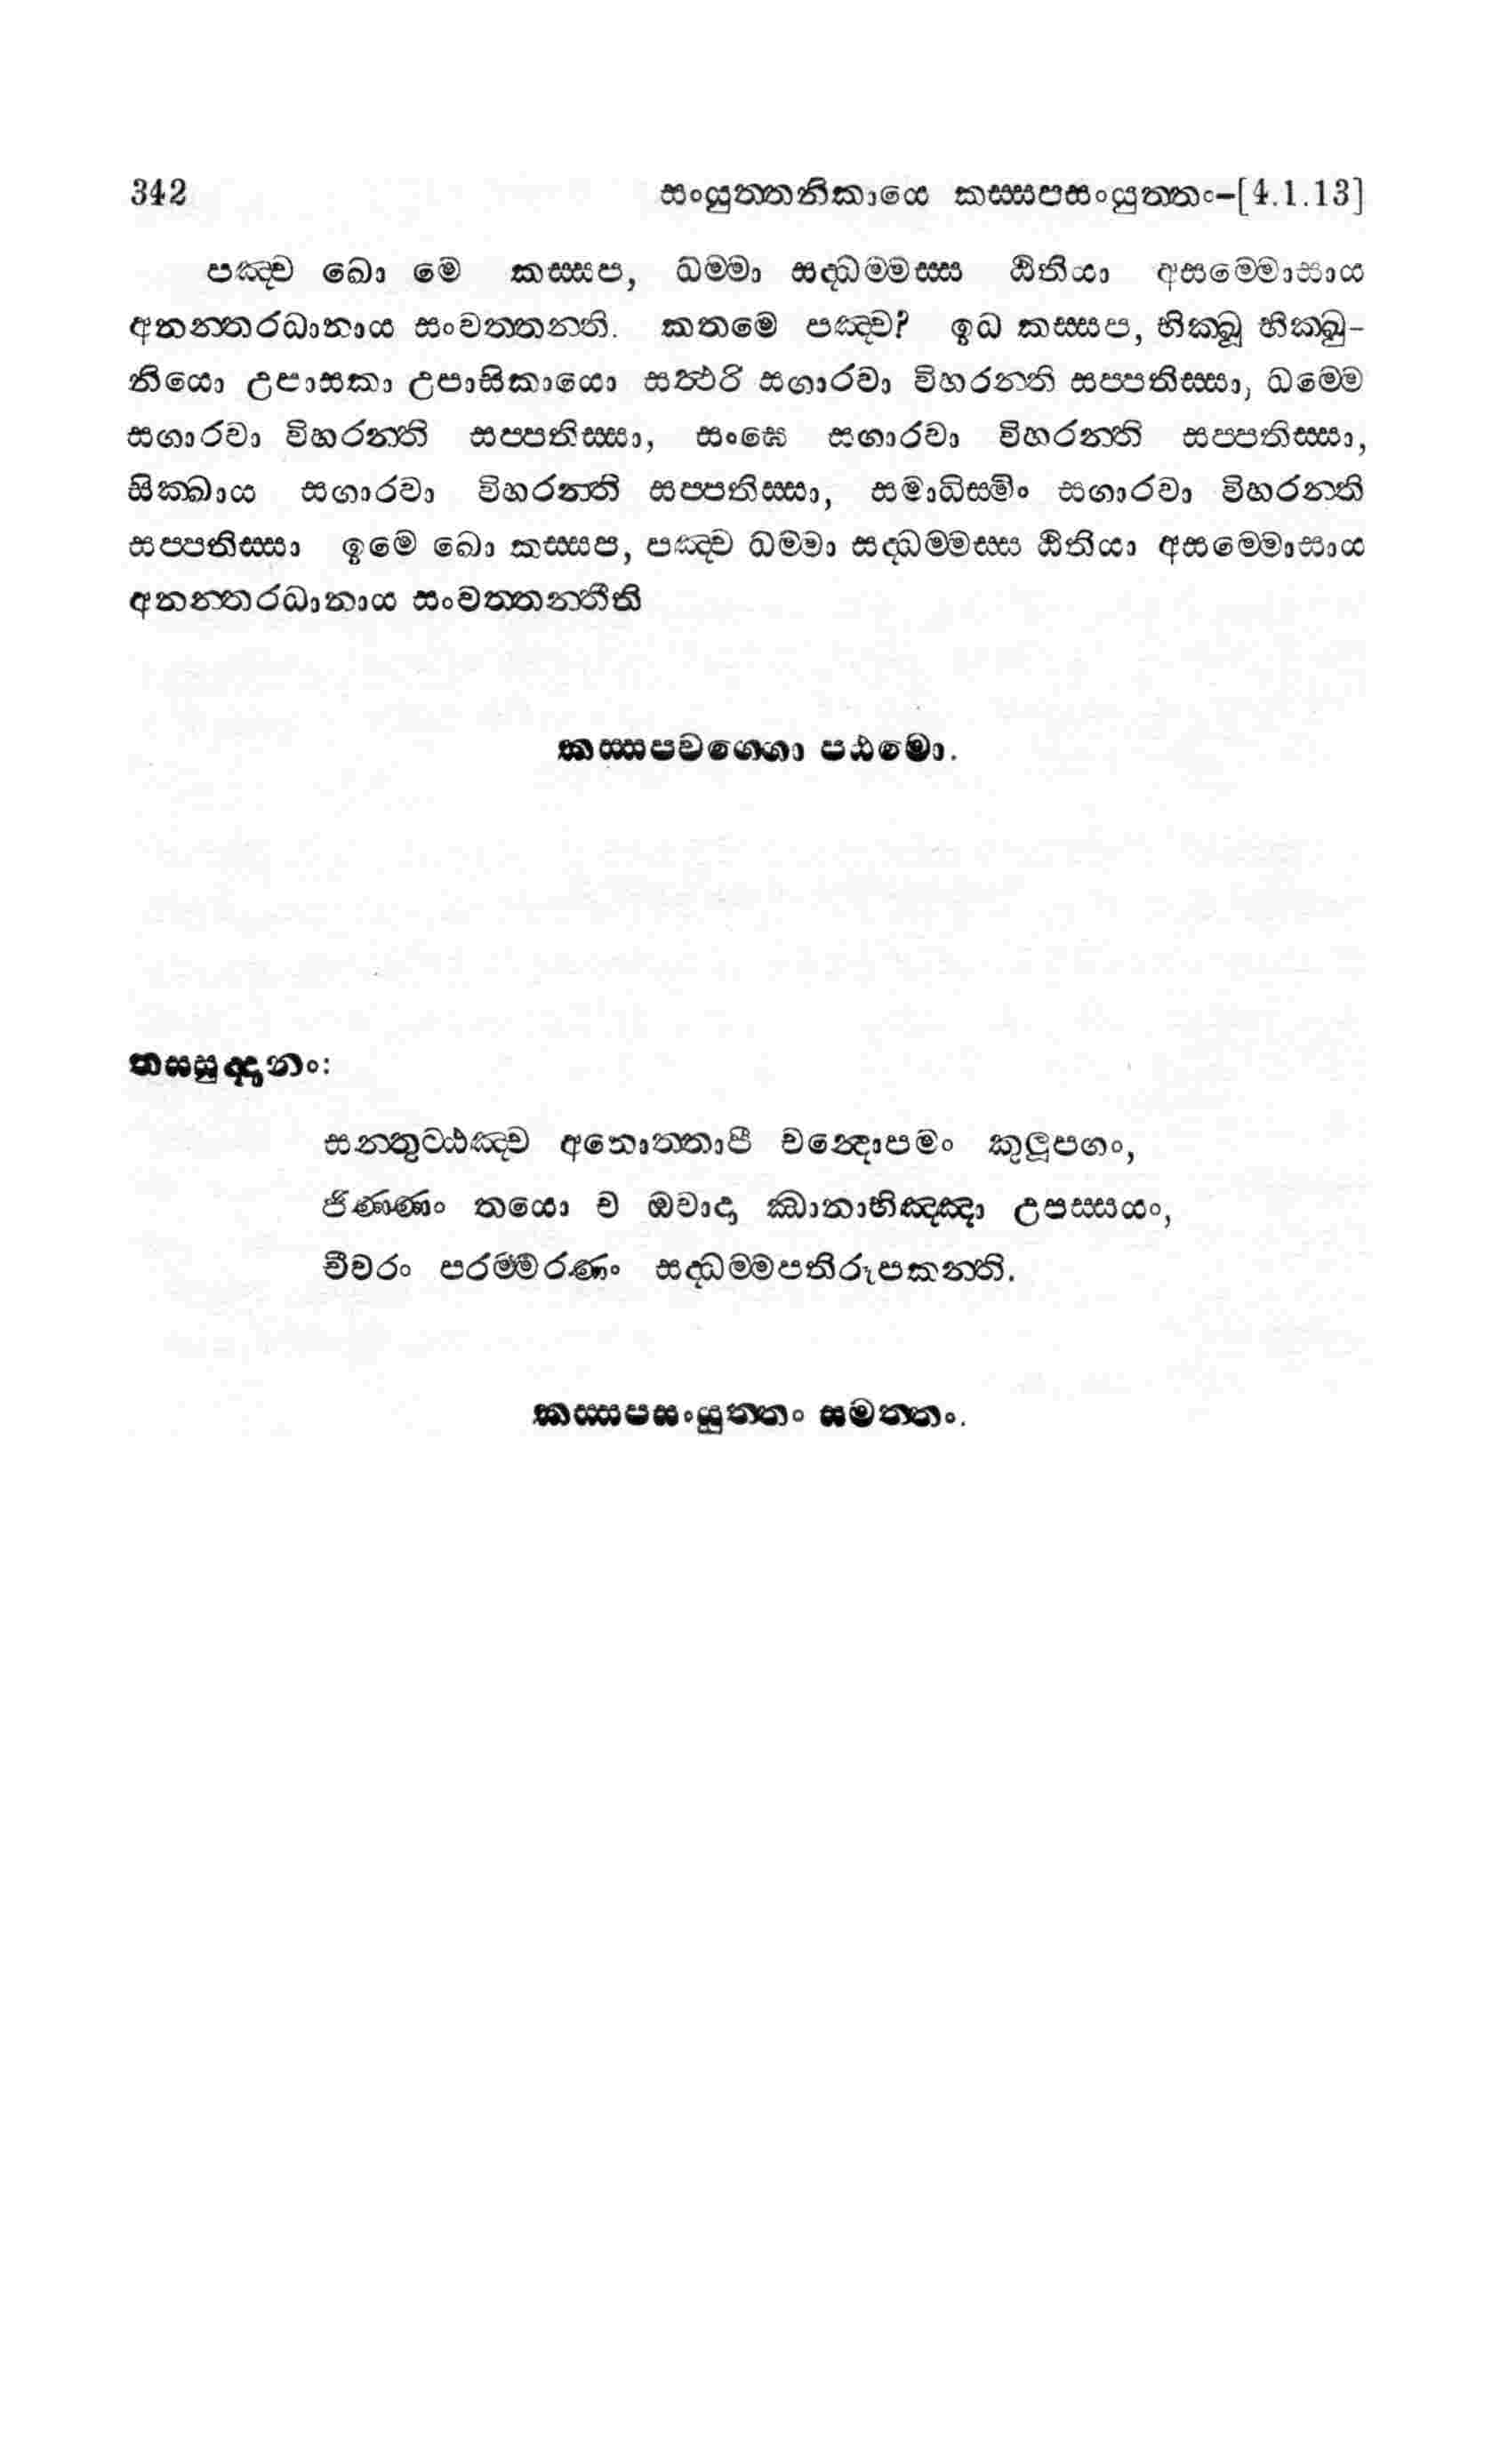 342 සංයුත්තනිකායෙ කස්සපසංයුත්තං–[4.1.13]
පඤ්ච ඛො මෙ කස්සප, ධම්මා සද්ධම්මස්ස ඨිතියා අසම්මොසාය
අනන්තරධානාය සංවත්තන්ති. කතමෙ පඤ්ච? ඉධ කස්සප, භික්ඛූ භික්ඛු-
නියො උපාසකා උපාසිකායො සත්ථරි සගාරවා විහරන්ති සප්පතිස්සා, ධම්මෙ
සගාරවා විහරන්ති සප්පතිස්සා, සංඝෙ සගාරවා විහරන්ති සප්පතිස්සා,
සික්ඛාය සගාරවා විහරන්ති සප්පතිස්සා, සමාධිස්මිං සගාරවා විහරන්ති
සප්පතිස්සා ඉමෙ ඛො කස්සප, පඤ්ච ධම්මා සද්ධම්මස්ස ඨිතියා අසම්මොසාය
අනන්තරධානාය සංවත්තන්තීති
කස්සපවග්ගො පඨමො.
තස්සුද්දානං:
සන්තුට්ඨඤ්ච අනොත්තාපී චන්දොපමං කුලූපගං,
ජිණ්ණං තයො ච ඔවාදා ඣානාභිඤ්ඤා උපස්සයං,
චීවරං පරම්මරණං සද්ධම්මපතිරූපකන්ති.
කස්සපසංයුත්තං සමත්තං.